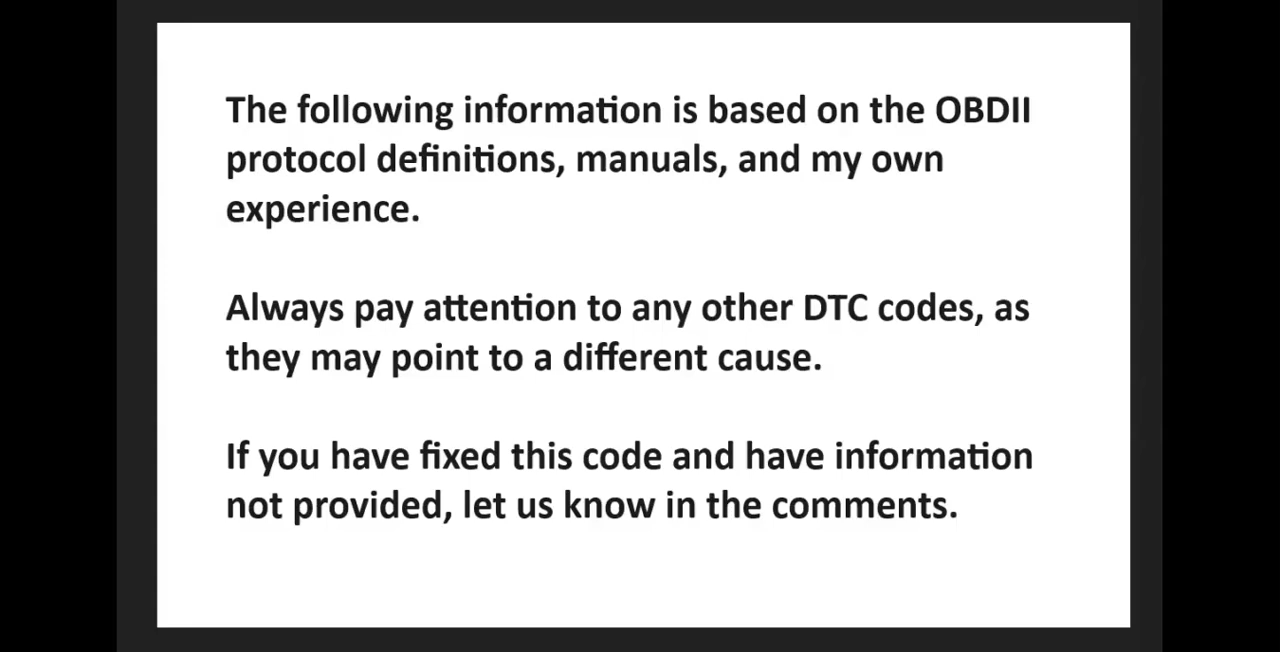 The following information is based on the OBDII
protocol definitions, manuals, and my own
experience.
Always pay attention to any other DTC codes, as
they may point to a different cause.
If you have fixed this code and have information
not provided, let us know in the comments.